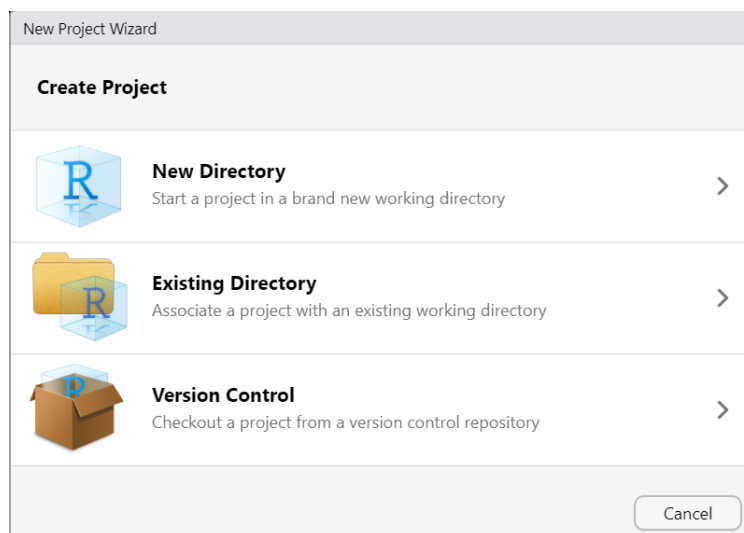 New Project Wizard
Create Project
R
New Directory
Start a project in a brand new working directory
R
Existing Directory
Associate a project with an existing working directory
R
Version Control
Checkout a project from a version control repository
Cancel